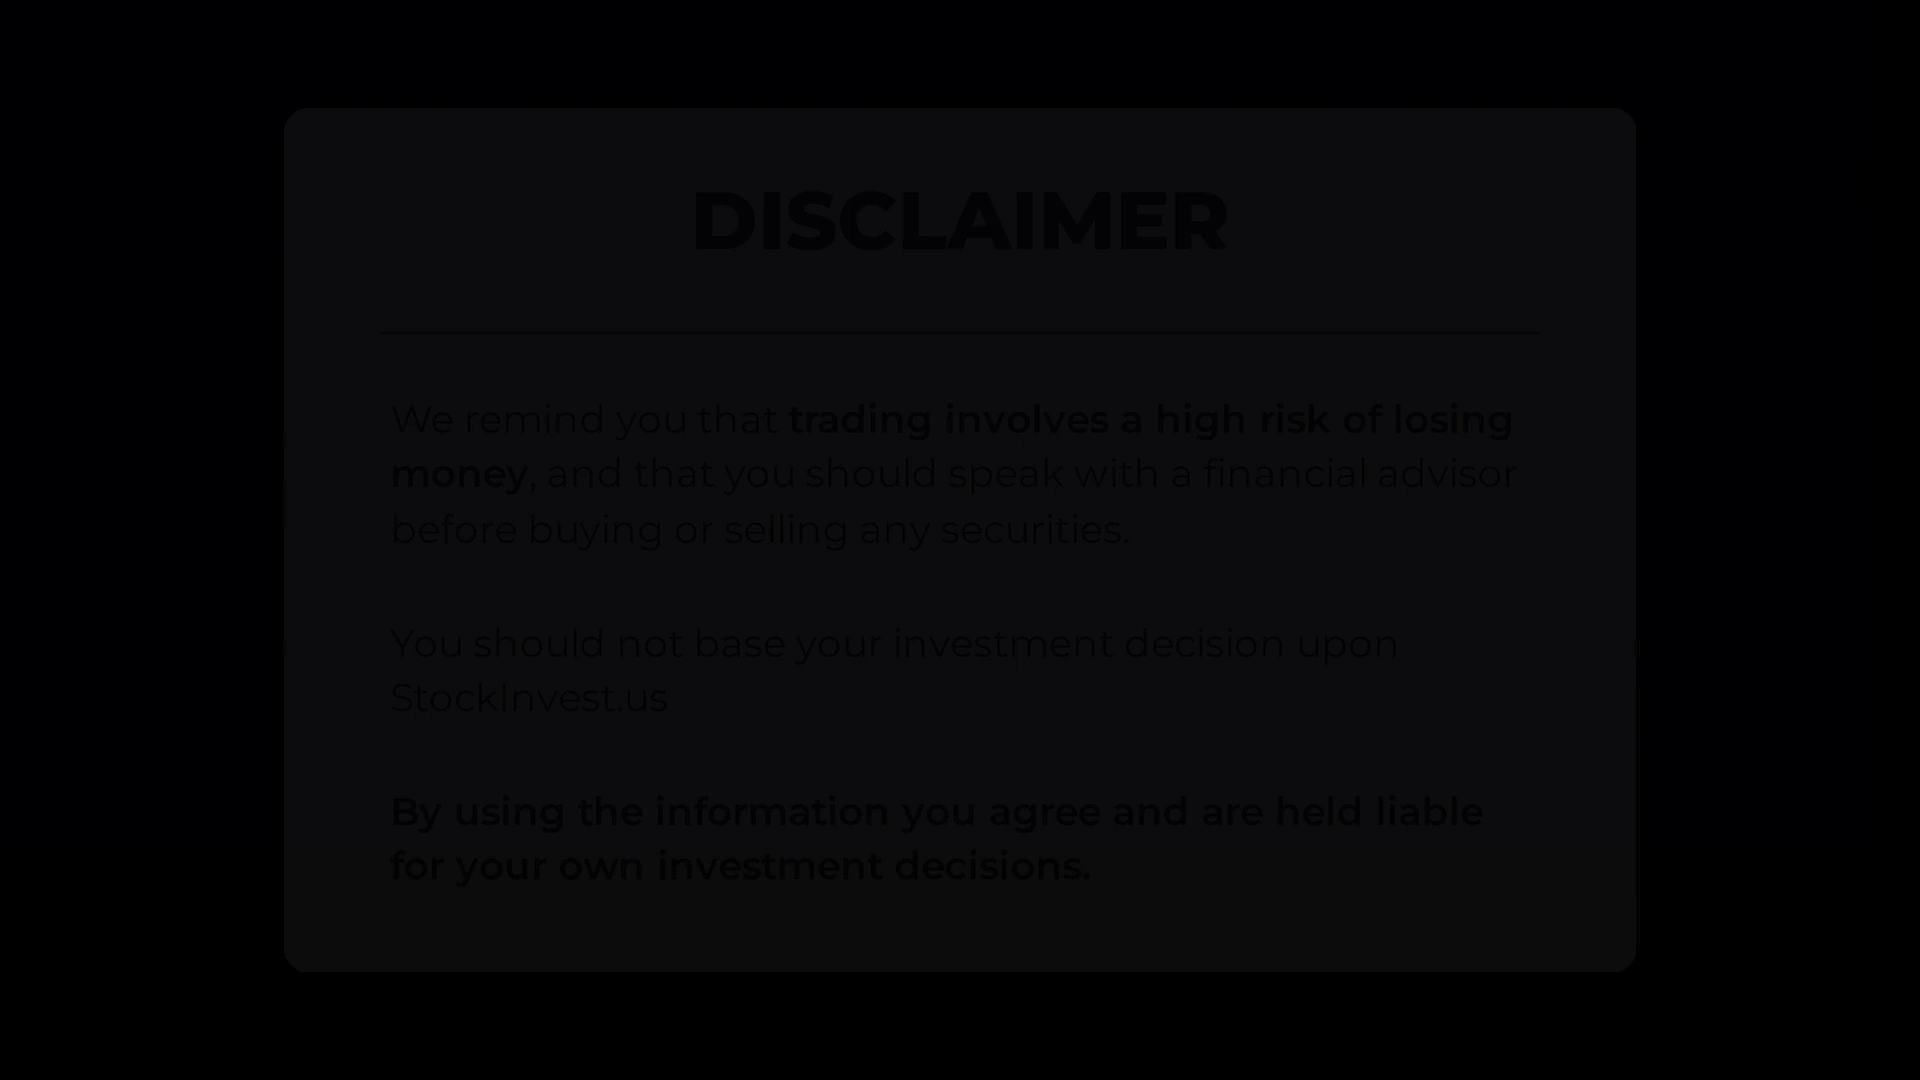 DISCLAIMER
We remind you that trading involves a high risk of losing
money, and that you should speak with a financial advisor
before buying or selling any securities.
You should not base your investment decision upon
StockInvest.us
By using the information you agree and are held liable
for your own investment decisions.